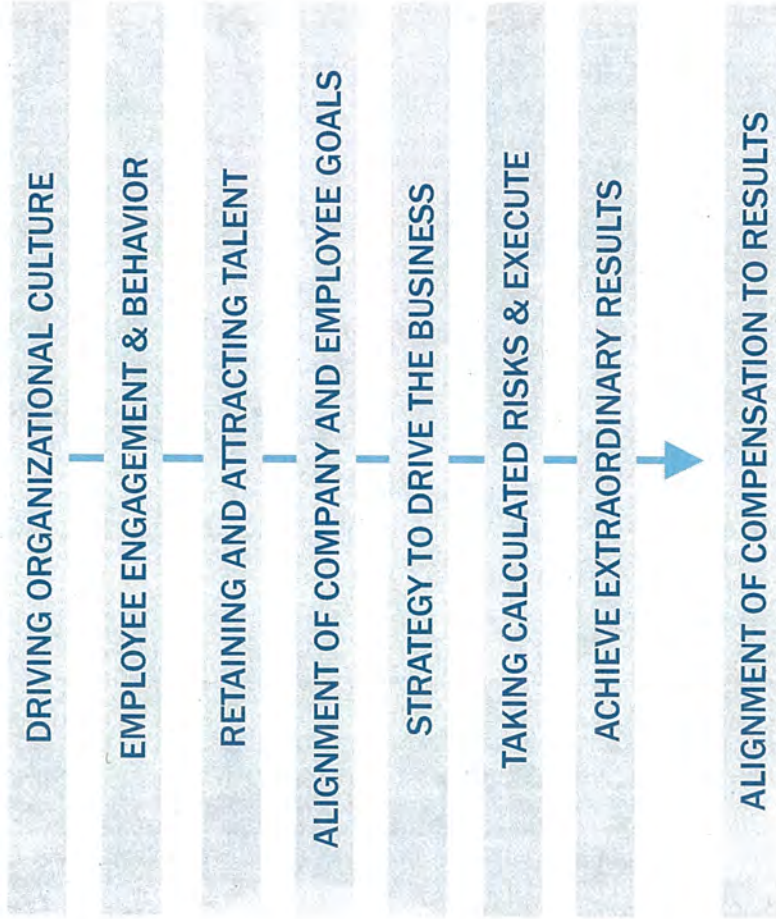 DRIVING ORGANIZATIONAL CULTURE
EMPLOYEE ENGAGEMENT & BEHAVIOR
RETAINING AND ATTRACTING TALENT
ALIGNMENT OF COMPANY AND EMPLOYEE GOALS
STRATEGY TO DRIVE THE BUSINESS
TAKING CALCULATED RISKS & EXECUTE
ACHIEVE EXTRAORDINARY RESULTS
ALIGNMENT OF COMPENSATION TO RESULTS